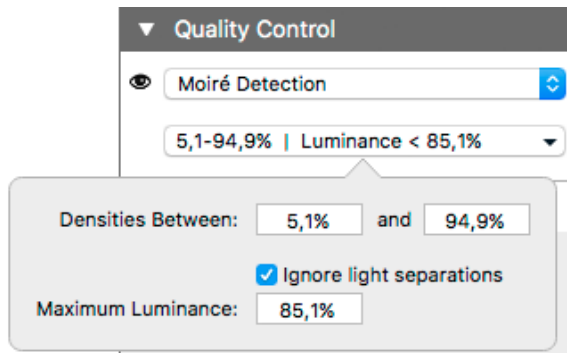 Quality Control
Moiré Detection
5,1-94,9% | Luminance < 85,1%
Densities Between: 5,1% and 94,9%
Ignore light separations
Maximum Luminance: 85,1%